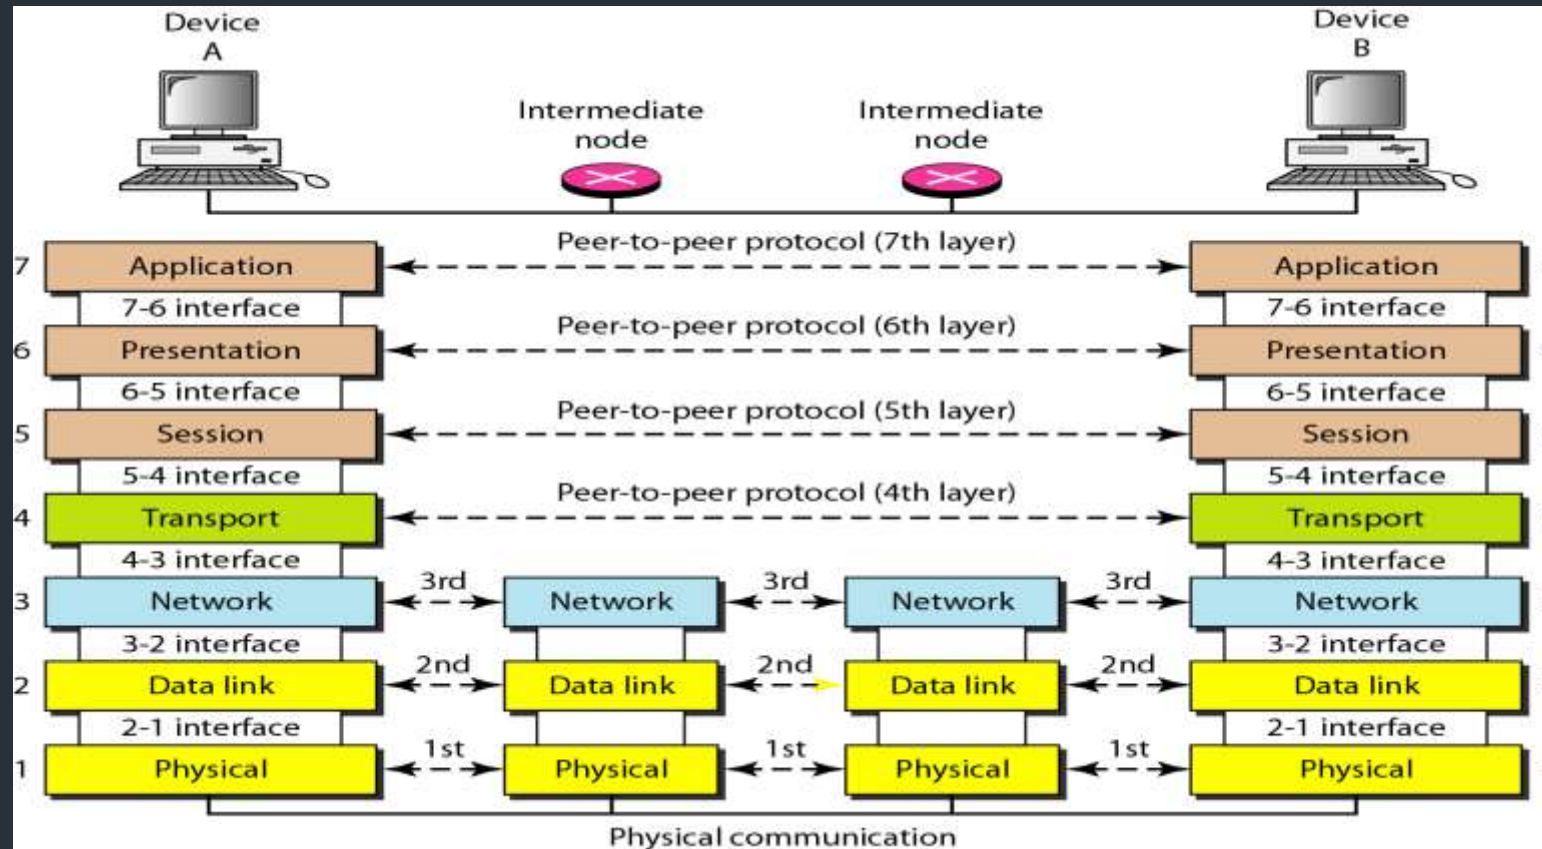 Device
A
Device
B
Intermediate
node
Intermediate
node
Peer-to-peer protocol (7th layer)
7
Application
Application
7-6 interface
7-6 interface
Peer-to-peer protocol (6th layer)
6
Presentation
Presentation
6-5 interface
6-5 interface
Peer-to-peer protocol (5th layer)
5
Session
Session
5-4 interface
5-4 interface
Peer-to-peer protocol (4th layer)
4
Transport
Transport
4-3 interface
4-3 interface
3rd
3rd
3rd
3
Network
Network
Network
Network
3-2 interface
3-2 interface
2nd
2nd
2nd
2
Data link
Data link
Data link
Data link
2-1 interface
2-1 interface
1st
1st
1st
1
Physical
Physical
Physical
Physical
Physical communication